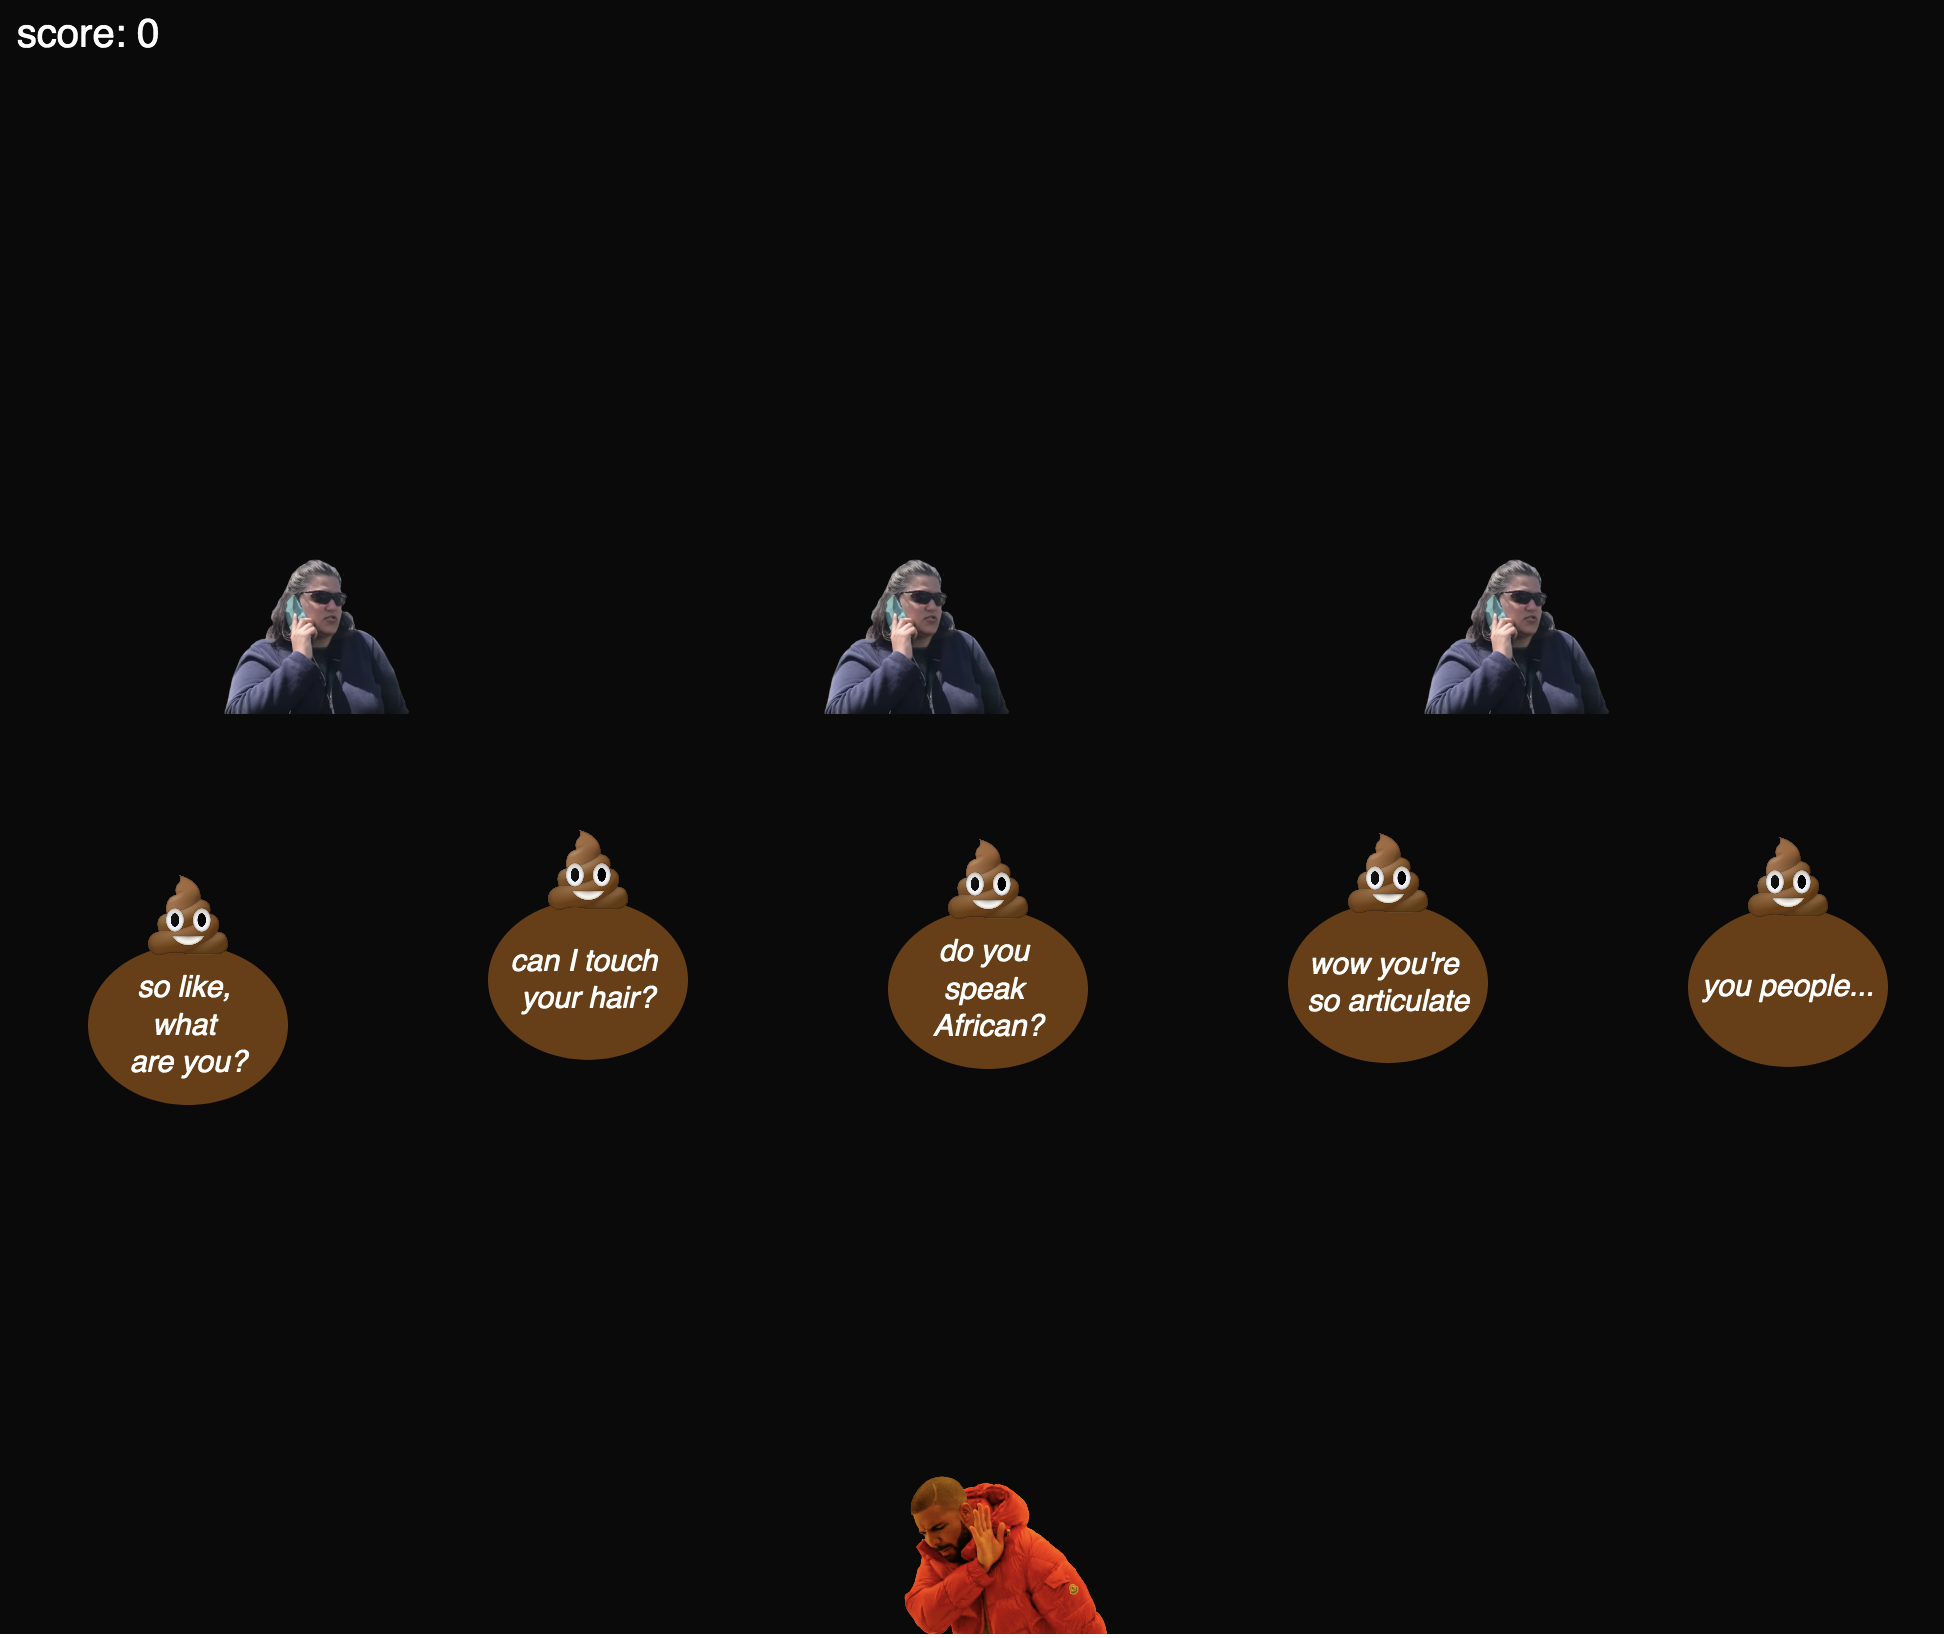 score: 0
so like,
what
are you?
can I touch
your hair?
do you
speak
African?
wow you're
so articulate
you people...